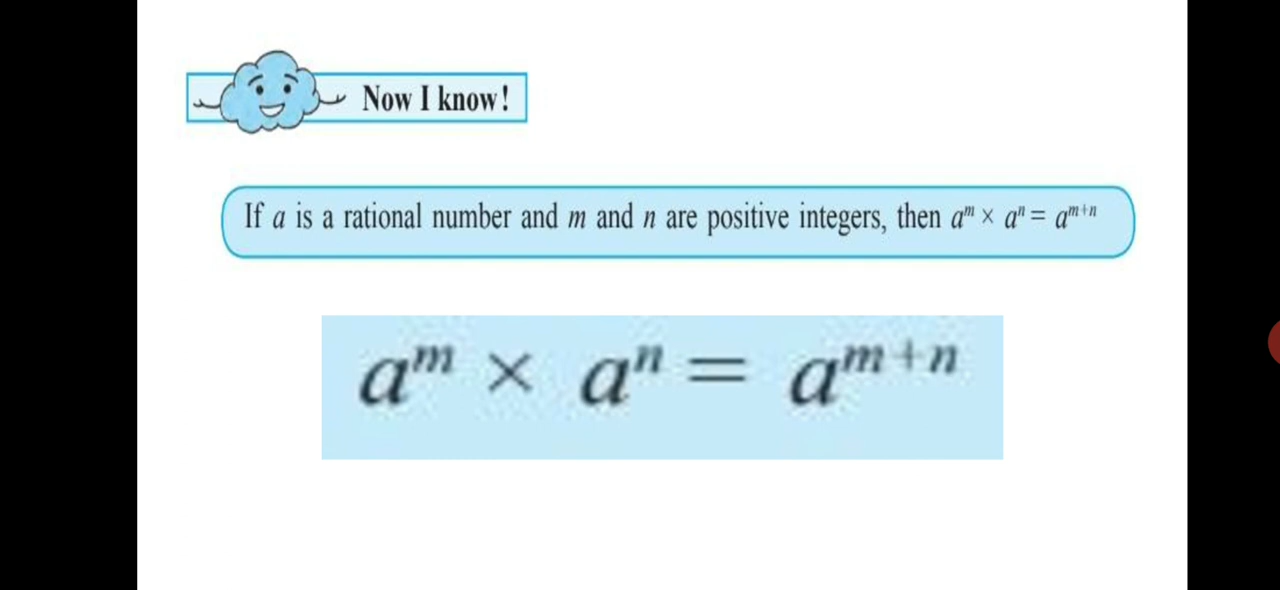 Now I know!
If a is a rational number and m and n are positive integers, then aᵐ × aⁿ = aᵐ⁺ⁿ
aᵐ × aⁿ = aᵐ⁺ⁿ